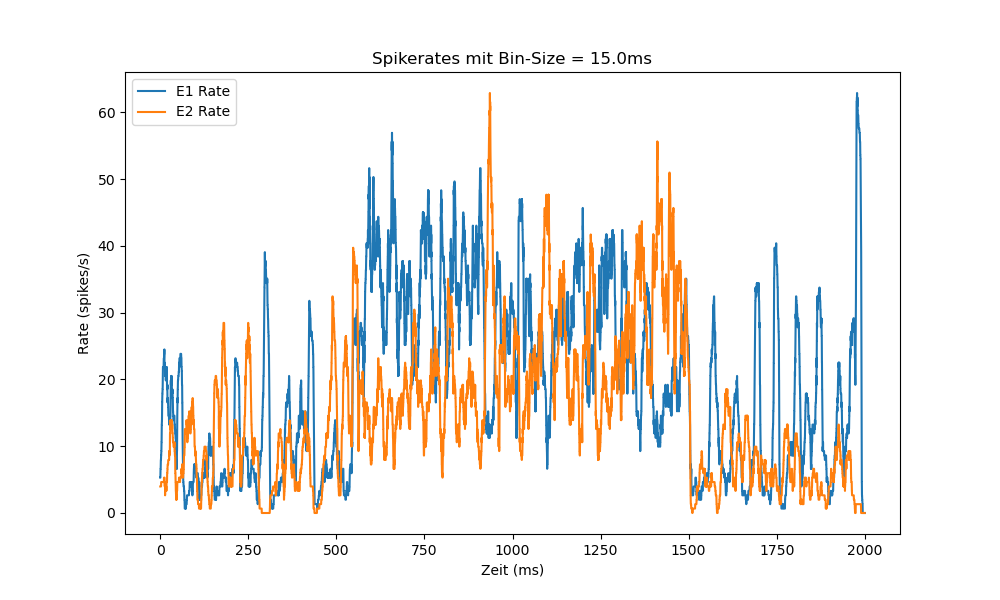 Spikerates mit Bin-Size = 15.0ms
E1 Rate
E2 Rate
60
50
40
30
20
10
0
Rate (spikes/s)
0 250 500 750 1000 1250 1500 1750 2000
Zeit (ms)